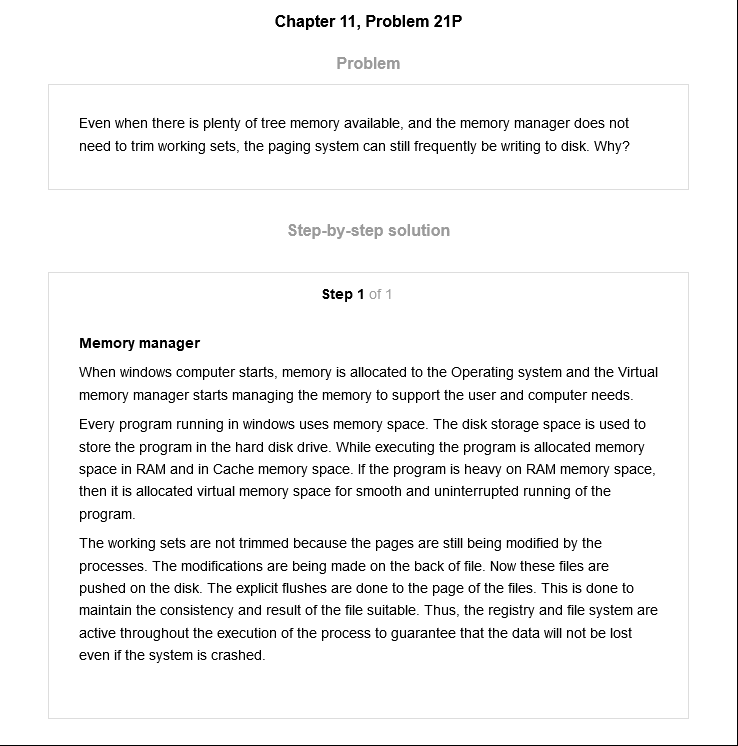 Chapter 11, Problem 21P
Problem
Even when there is plenty of tree memory available, and the memory manager does not
need to trim working sets, the paging system can still frequently be writing to disk. Why?
Step-by-step solution
Step 1 of 1
Memory manager
When windows computer starts, memory is allocated to the Operating system and the Virtual
memory manager starts managing the memory to support the user and computer needs.
Every program running in windows uses memory space. The disk storage space is used to
store the program in the hard disk drive. While executing the program is allocated memory
space in RAM and in Cache memory space. If the program is heavy on RAM memory space,
then it is allocated virtual memory space for smooth and uninterrupted running of the
program.
The working sets are not trimmed because the pages are still being modified by the
processes. The modifications are being made on the back of file. Now these files are
pushed on the disk. The explicit flushes are done to the page of the files. This is done to
maintain the consistency and result of the file suitable. Thus, the registry and file system are
active throughout the execution of the process to guarantee that the data will not be lost
even if the system is crashed.